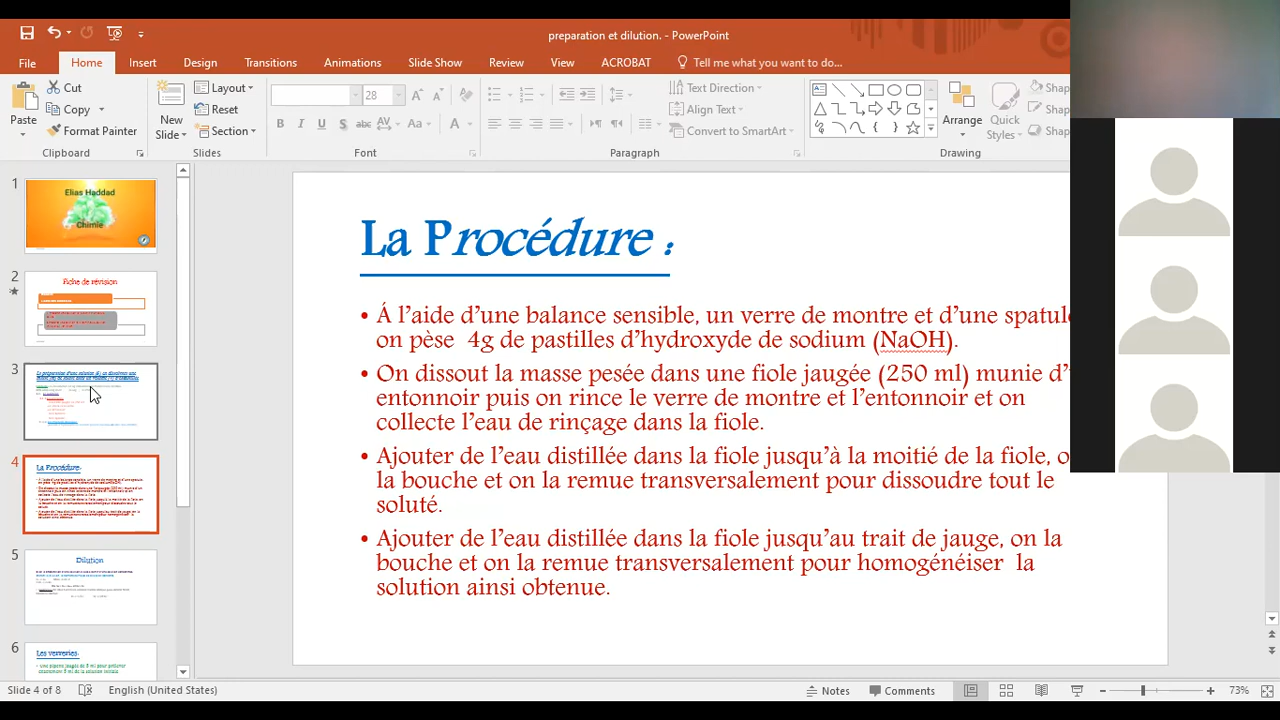 preparation et dilution. - PowerPoint
File Home Insert Design Transitions Animations Slide Show Review View ACROBAT Tell me what you want to do...
Paste
Cut
Copy
Format Painter
Clipboard
New
Slide
Layout
Reset
Section
Slides
28
Font
Text Direction
Align Text
Convert to SmartArt
Paragraph
Arrange
Quick
Styles
Drawing
1
Elias Haddad
Chimie
2
Fiche de révision
3
4
La Procédure:
5
Dilution
6
Les verreries:
La Procédure :
• Á l’aide d’une balance sensible, un verre de montre et d’une spatule
on pèse 4g de pastilles d’hydroxyde de sodium (NaOH).
• On dissout la masse pesée dans une fiole jaugée (250 ml) munie d’
entonnoir puis on rince le verre de montre et l’entonnoir et on
collecte l’eau de rinçage dans la fiole.
• Ajouter de l’eau distillée dans la fiole jusqu’à la moitié de la fiole,
la bouche et on la remue transversalement pour dissoudre tout le
soluté.
• Ajouter de l’eau distillée dans la fiole jusqu’au trait de jauge, on la
bouche et on la remue transversalement pour homogénéiser la
solution ainsi obtenue.
Slide 4 of 8 English (United States) Notes Comments 73%